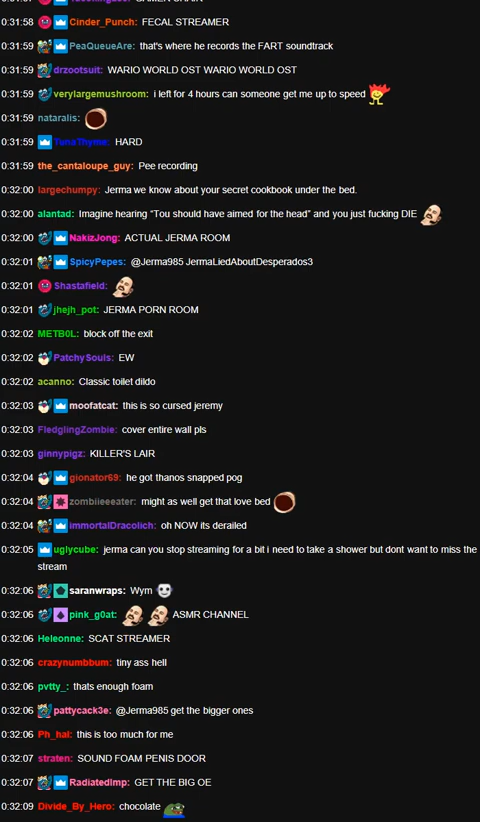 0:31:58 Cinder_Punch: FECAL STREAMER
0:31:59 PeaQueueAre: that's where he records the FART soundtrack
0:31:59 drzootsuit: WARIO WORLD OST WARIO WORLD OST
0:31:59 verylargemushroom: i left for 4 hours can someone get me up to speed
0:31:59 nataralis:
0:31:59 TunaThyme: HARD
0:31:59 the_cantaloupe_guy: Pee recording
0:32:00 largechumpy: Jerma we know about your secret cookbook under the bed.
0:32:00 alantad: Imagine hearing “Tou should have aimed for the head” and you just fucking DIE
0:32:00 NakizJong: ACTUAL JERMA ROOM
0:32:01 SpicyPepes: @Jerma985 JermaLiedAboutDesperados3
0:32:01 Shastafield:
0:32:01 jhejh_pot: JERMA PORN ROOM
0:32:02 METB0L: block off the exit
0:32:02 PatchySouls: EW
0:32:02 acanno: Classic toilet dildo
0:32:03 moofatcat: this is so cursed jeremy
0:32:03 FledglingZombie: cover entire wall pls
0:32:03 ginnypigz: KILLER'S LAIR
0:32:04 gionator69: he got thanos snapped pog
0:32:04 zombiieeeater: might as well get that love bed
0:32:04 immortalDracolich: oh NOW its derailed
0:32:05 uglycube: jerma can you stop streaming for a bit i need to take a shower but dont want to miss the
stream
0:32:06 saranwraps: Wym
0:32:06 pink_g0at: ASMR CHANNEL
0:32:06 Heleonne: SCAT STREAMER
0:32:06 crazynumbbum: tiny ass hell
0:32:06 pvtty_: thats enough foam
0:32:06 pattycack3e: @Jerma985 get the bigger ones
0:32:06 Ph_hal: this is too much for me
0:32:07 straten: SOUND FOAM PENIS DOOR
0:32:07 RadiatedImp: GET THE BIG OE
0:32:09 Divide_By_Hero: chocolate